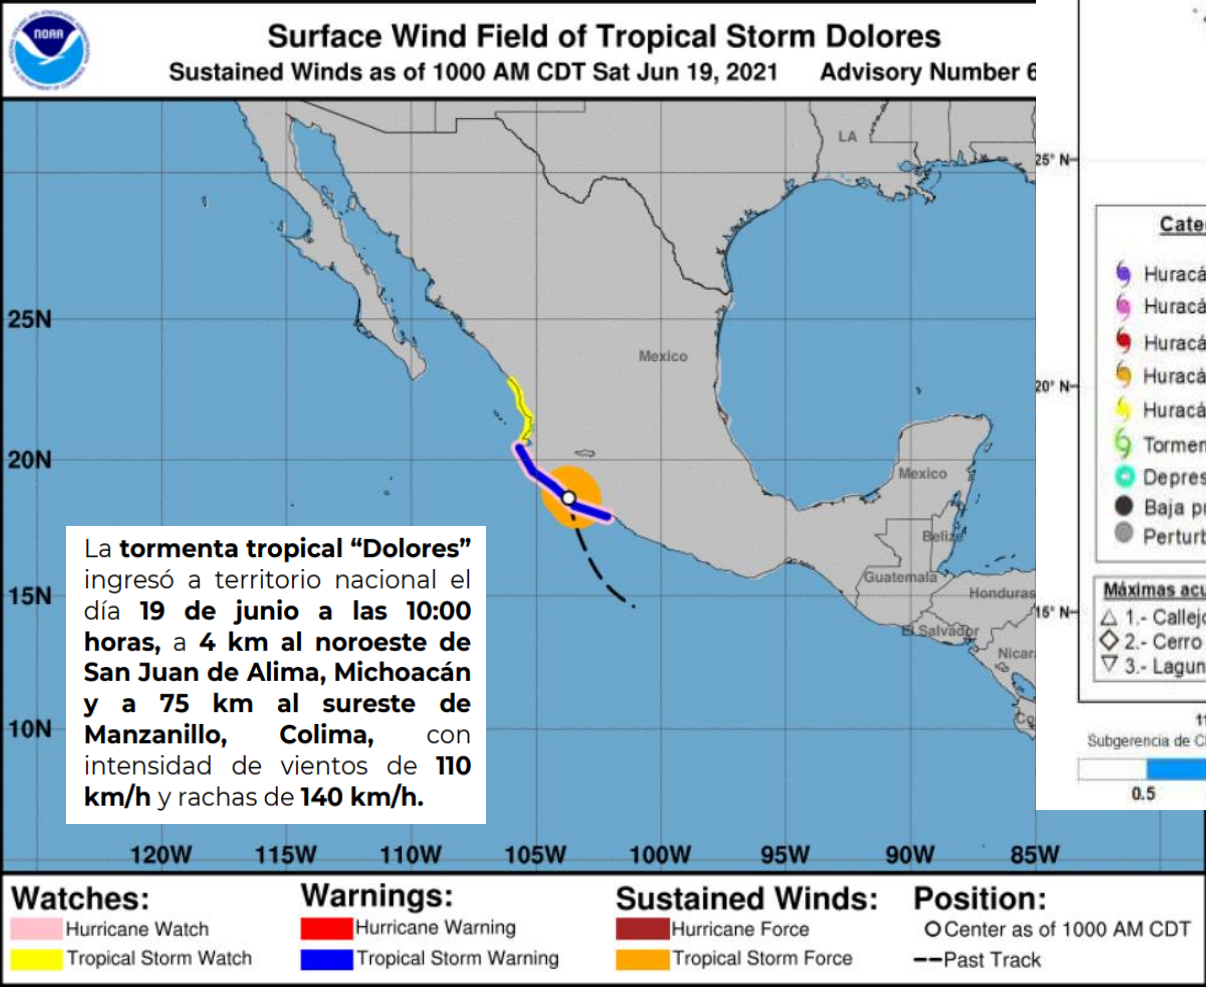 NOAA
Surface Wind Field of Tropical Storm Dolores
Sustained Winds as of 1000 AM CDT Sat Jun 19, 2021 Advisory Number 6
LA
Mexico
Mexico
Belize
Guatemala
Honduras
El Salvador
Nicar
Co
25N
20N
15N
10N
120W 115W 110W 105W 100W 95W 90W 85W
La tormenta tropical “Dolores”
ingresó a territorio nacional el
día 19 de junio a las 10:00
horas, a 4 km al noroeste de
San Juan de Alima, Michoacán
y a 75 km al sureste de
Manzanillo, Colima, con
intensidad de vientos de 110
km/h y rachas de 140 km/h.
25° N
20° N
15° N
Cate
Huracá
Huracá
Huracá
Huracá
Huracá
Tormen
Depres
Baja pr
Perturb
Máximas acu
1.- Callejo
2.- Cerro
3.- Lagun
11
Subgerencia de Cl
0.5
Watches:
Hurricane Watch
Tropical Storm Watch
Warnings:
Hurricane Warning
Tropical Storm Warning
Sustained Winds:
Hurricane Force
Tropical Storm Force
Position:
Center as of 1000 AM CDT
Past Track